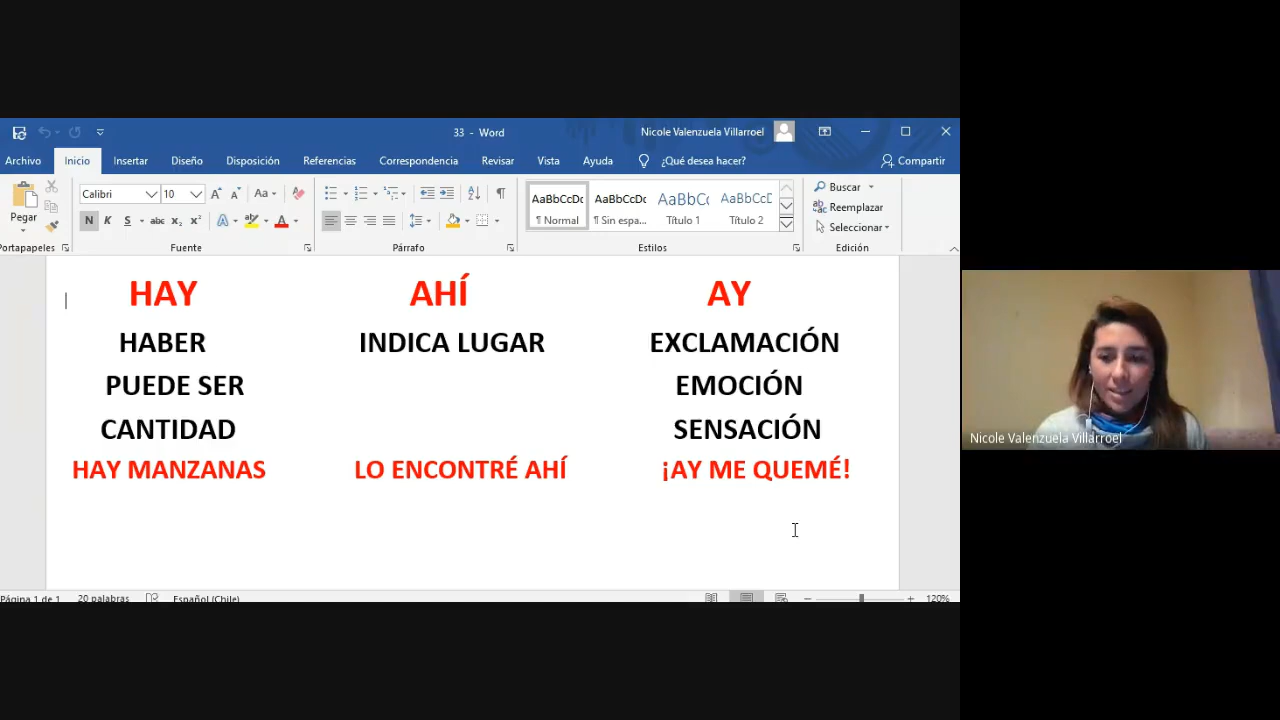 33 - Word
Nicole Valenzuela Villarroel
Archivo Inicio Insertar Diseño Disposición Referencias Correspondencia Revisar Vista Ayuda ¿Qué desea hacer? Compartir
Pegar
Calibri 10
N K S abc x₂ x²
AaBbCcDc AaBbCcDc AaBbCc AaBbCcD
¶ Normal ¶ Sin espa... Título 1 Título 2
Buscar
Reemplazar
Seleccionar
Portapapeles Fuente Párrafo Estilos Edición
HAY AHÍ AY
HABER INDICA LUGAR EXCLAMACIÓN
PUEDE SER EMOCIÓN
CANTIDAD SENSACIÓN
HAY MANZANAS LO ENCONTRÉ AHÍ ¡AY ME QUEMÉ!
Nicole Valenzuela Villarroel
Página 1 de 1 20 palabras Español (Chile) 120%